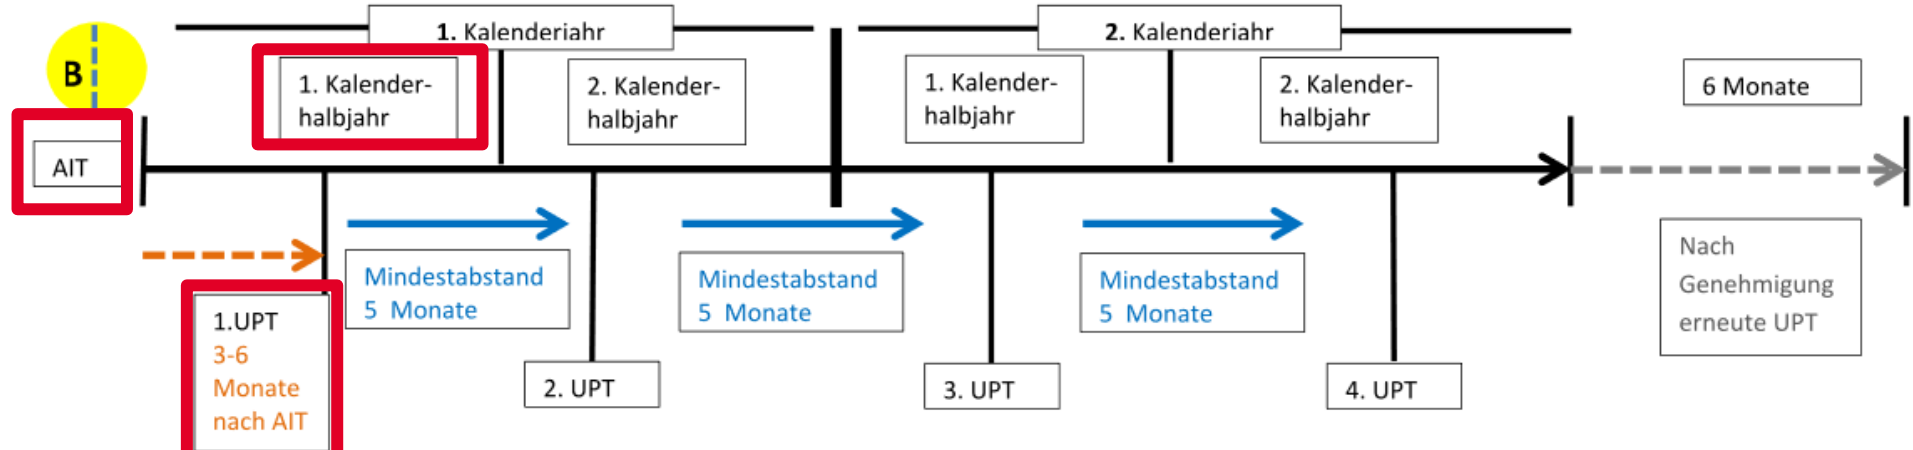 1. Kalenderjahr
2. Kalenderjahr
B
1. Kalender-
halbjahr
2. Kalender-
halbjahr
1. Kalender-
halbjahr
2. Kalender-
halbjahr
6 Monate
AIT
Mindestabstand
5 Monate
Mindestabstand
5 Monate
Mindestabstand
5 Monate
Nach
Genehmigung
erneute UPT
1.UPT
3-6
Monate
nach AIT
2. UPT
3. UPT
4. UPT